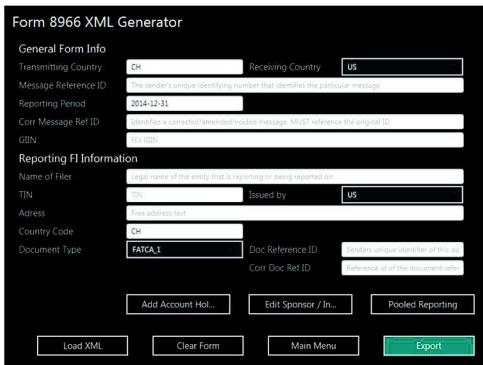 Form 8966 XML Generator
General Form Info
Transmitting Country CH Receiving Country US
Message Reference ID The sender's unique identifying number that identifies the particular message
Reporting Period 2014-12-31
Corr Message Ref ID Identifies a corrected/amended/voided message. MUST reference the original ID
GIIN FI's GIIN
Reporting FI Information
Name of Filer Legal name of the entity that is reporting or being reported on
TIN TIN Issued by US
Adress Free address text
Country Code CH
Document Type FATCA_1 Doc Reference ID Senders unique identifier of this do
Corr Doc Ref ID Reference id of the document refer
Add Account Hol... Edit Sponsor / In... Pooled Reporting
Load XML Clear Form Main Menu Export